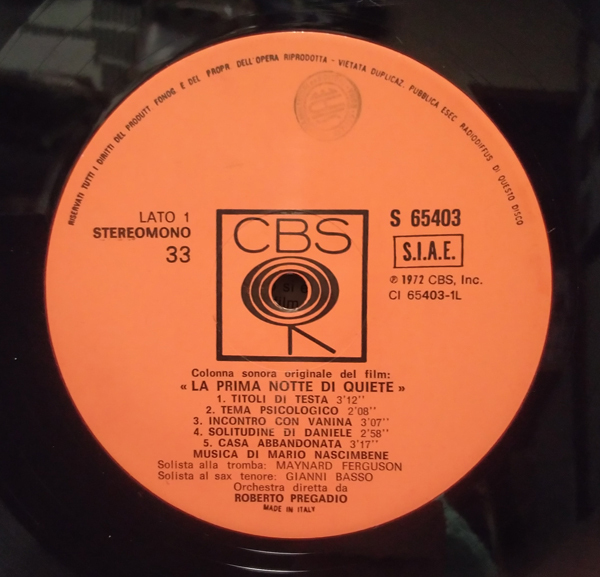 RISERVATI TUTTI I DIRITTI DEL PRODUTT. FONOG. E DEL PROPR. DELL'OPERA RIPRODOTTA - VIETATA DUPLICAZ. PUBBLICA ESEC. RADIODIFFUS. DI QUESTO DISCO
LATO 1
STEREOMONO
33
CBS
S 65403
S.I.A.E.
℗ 1972 CBS, Inc.
CI 65403-1L
Colonna sonora originale del film:
« LA PRIMA NOTTE DI QUIETE »
1. TITOLI DI TESTA 3'12''
2. TEMA PSICOLOGICO 2'08''
3. INCONTRO CON VANINA 3'07''
4. SOLITUDINE DI DANIELE 2'58''
5. CASA ABBANDONATA 3'17''
MUSICA DI MARIO NASCIMBENE
Solista alla tromba: MAYNARD FERGUSON
Solista al sax tenore: GIANNI BASSO
Orchestra diretta da
ROBERTO PREGADIO
MADE IN ITALY